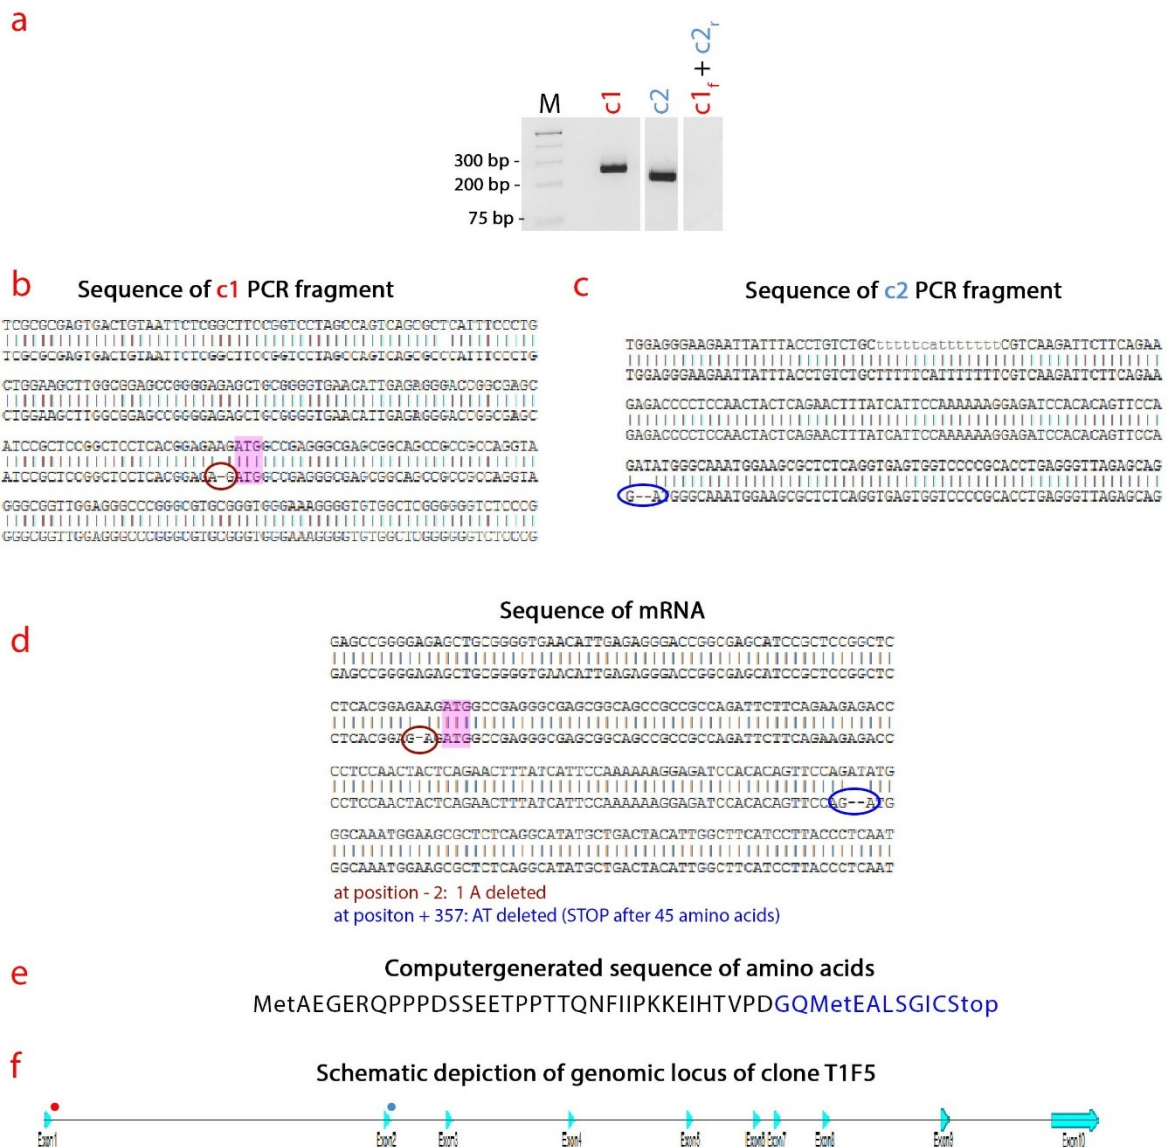 a
M
c1
c2
c1f + c2r
300 bp -
200 bp -
75 bp -
b
Sequence of c1 PCR fragment
TCGCGCGAGTGACTGTAATTCTCGGCTTCCGGTCCTAGCCAGTCAGCGCTCATTTCCCTG
TCGCGCGAGTGACTGTAATTCTCGGCTTCCGGTCCTAGCCAGTCAGCGCCCATTTCCCTG
CTGGAAGCTTGGCGGAGCCGGGGAGAGCTGCGGGGTGAACATTGAGAGGGACCGGCGAGC
CTGGAAGCTTGGCGGAGCCGGGGAGAGCTGCGGGGTGAACATTGAGAGGGACCGGCGAGC
ATCCGCTCCGGCTCCTCACGGAGAAGATGGCCGAGGGCGAGCGGCAGCCGCCGCCAGGTA
ATCCGCTCCGGCTCCTCACGGAGA-GATGGCCGAGGGCGAGCGGCAGCCGCCGCCAGGTA
GGGCGGTTGGAGGGCCCGGGCGTGCGGGTGGGAAAGGGGTGTGGCTCGGGGGGTCTCCCG
GGGCGGTTGGAGGGCCCGGGCGTGCGGGTGGGAAAGGGGTGTGGCTCGGGGGGTCTCCCG
c
Sequence of c2 PCR fragment
TGGAGGGAAGAATTATTTACCTGTCTGCtttttcattttttttCGTCAAGATTCTTCAGAA
TGGAGGGAAGAATTATTTACCTGTCTGCTTTTTCATTTTTTTTCGTCAAGATTCTTCAGAA
GAGACCCCTCCAACTACTCAGAACTTTATCATTCCAAAAAAGGAGATCCACACAGTTCCA
GAGACCCCTCCAACTACTCAGAACTTTATCATTCCAAAAAAGGAGATCCACACAGTTCCA
GATATGGGCAAATGGAAGCGCTCTCAGGTGAGTGGTCCCCGCACCTGAGGGTTAGAGCAG
G--ATGGGCAAATGGAAGCGCTCTCAGGTGAGTGGTCCCCGCACCTGAGGGTTAGAGCAG
Sequence of mRNA
d
GAGCCGGGGAGAGCTGCGGGGTGAACATTGAGAGGGACCGGCGAGCATCCGCTCCGGCTC
GAGCCGGGGAGAGCTGCGGGGTGAACATTGAGAGGGACCGGCGAGCATCCGCTCCGGCTC
CTCACGGAGAAGATGGCCGAGGGCGAGCGGCAGCCGCCGCCAGATTCTTCAGAAGAGACC
CTCACGGAG-AGATGGCCGAGGGCGAGCGGCAGCCGCCGCCAGATTCTTCAGAAGAGACC
CCTCCAACTACTCAGAACTTTATCATTCCAAAAAAGGAGATCCACACAGTTCCAGATATG
CCTCCAACTACTCAGAACTTTATCATTCCAAAAAAGGAGATCCACACAGTTCCAG--ATG
GGCAAATGGAAGCGCTCTCAGGCATATGCTGACTACATTGGCTTCATCCTTACCCTCAAT
GGCAAATGGAAGCGCTCTCAGGCATATGCTGACTACATTGGCTTCATCCTTACCCTCAAT
at position - 2: 1 A deleted
at positon + 357: AT deleted (STOP after 45 amino acids)
e
Computergenerated sequence of amino acids
MetAEGERQPPPDSSEETPPTTQNFIIPKKEIHTVPDGQMetEALSGICStop
f
Schematic depiction of genomic locus of clone T1F5
Exon1
Exon2
Exon3
Exon4
Exon5
Exon6
Exon7
Exon8
Exon9
Exon10